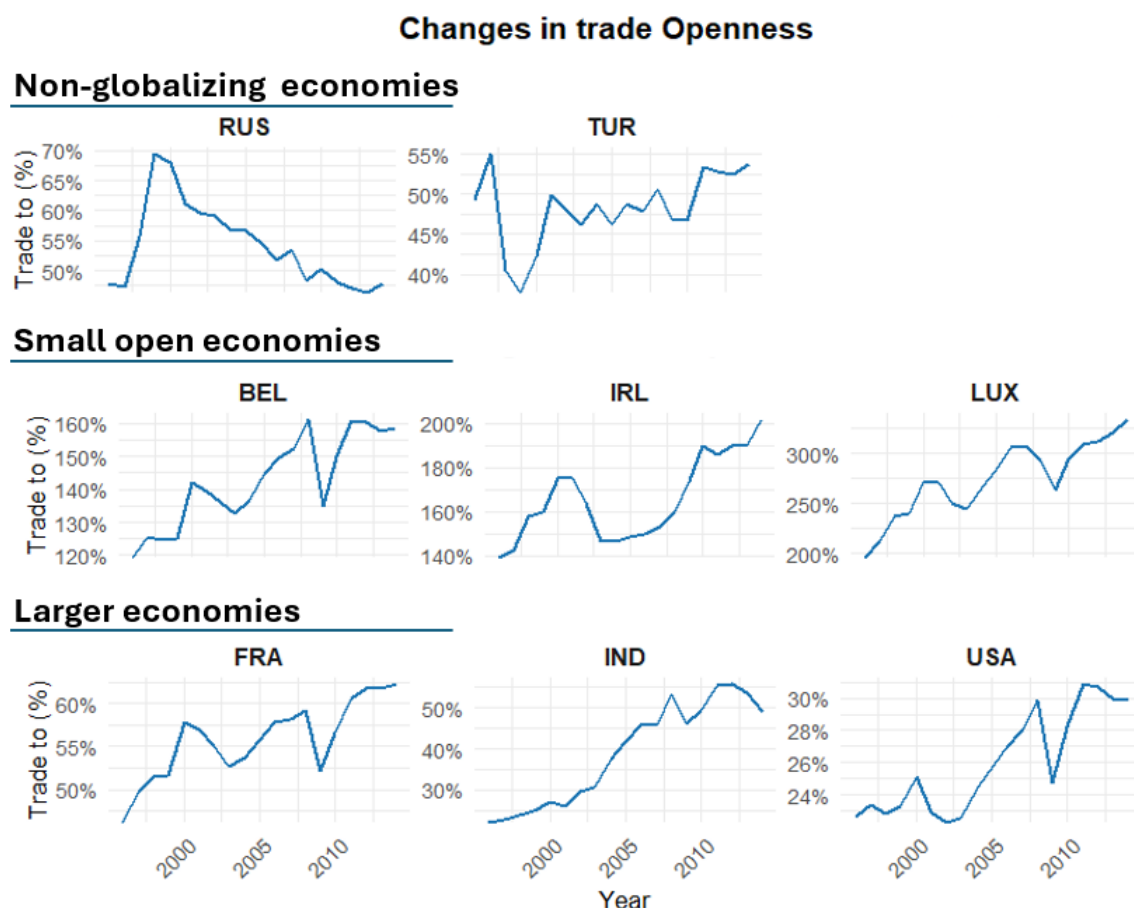 Changes in trade Openness
Non-globalizing economies
RUS TUR
Trade to (%)
70%
65%
60%
55%
50%
55%
50%
45%
40%
Small open economies
BEL IRL LUX
Trade to (%)
160%
150%
140%
130%
120%
200%
180%
160%
140%
300%
250%
200%
Larger economies
FRA IND USA
Trade to (%)
60%
55%
50%
50%
40%
30%
30%
28%
26%
24%
2000 2005 2010
2000 2005 2010
2000 2005 2010
Year